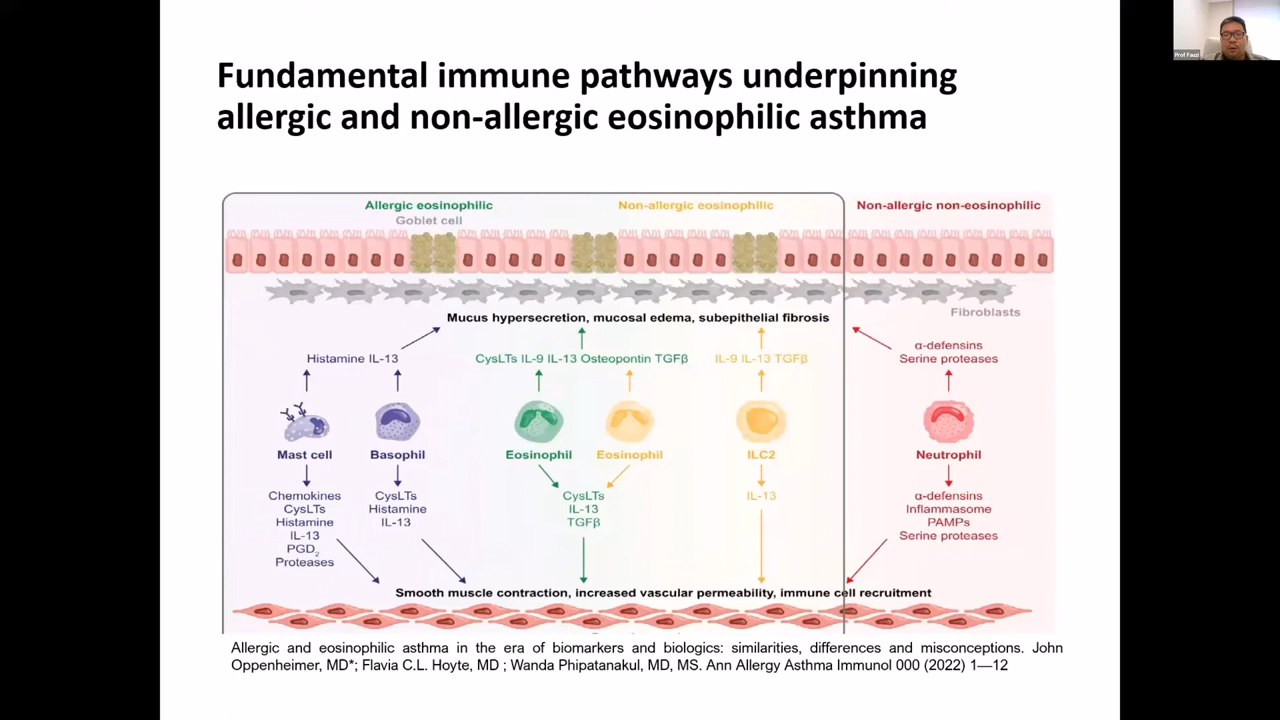 Prof Fauzi
Fundamental immune pathways underpinning
allergic and non-allergic eosinophilic asthma
Allergic eosinophilic
Non-allergic eosinophilic
Non-allergic non-eosinophilic
Goblet cell
Fibroblasts
Mucus hypersecretion, mucosal edema, subepithelial fibrosis
Histamine IL-13
CysLTs IL-9 IL-13 Osteopontin TGFβ
IL-9 IL-13 TGFβ
α-defensins
Serine proteases
Mast cell
Basophil
Eosinophil
Eosinophil
ILC2
Neutrophil
Chemokines
CysLTs
Histamine
IL-13
PGD2
Proteases
CysLTs
Histamine
IL-13
CysLTs
IL-13
TGFβ
IL-13
α-defensins
Inflammasome
PAMPs
Serine proteases
Smooth muscle contraction, increased vascular permeability, immune cell recruitment
Allergic and eosinophilic asthma in the era of biomarkers and biologics: similarities, differences and misconceptions. John
Oppenheimer, MD*; Flavia C.L. Hoyte, MD ; Wanda Phipatanakul, MD, MS. Ann Allergy Asthma Immunol 000 (2022) 1—12